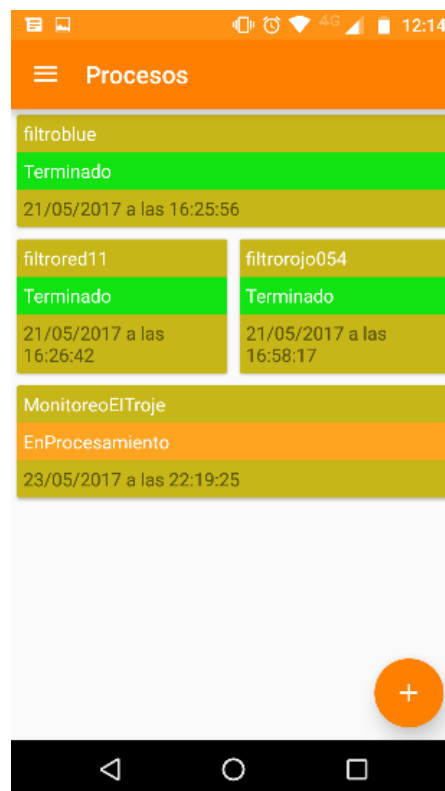 4G 12:14
Procesos
filtroblue
Terminado
21/05/2017 a las 16:25:56
filtrored11
Terminado
21/05/2017 a las
16:26:42
filtrorojo054
Terminado
21/05/2017 a las
16:58:17
MonitoreoElTroje
EnProcesamiento
23/05/2017 a las 22:19:25
+